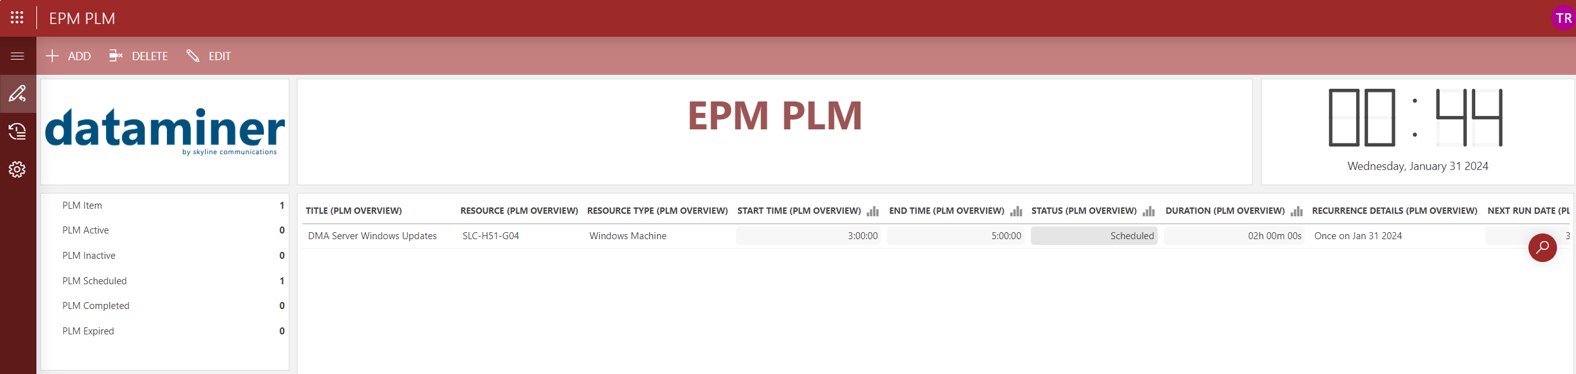 EPM PLM
TR
ADD DELETE EDIT
dataminer
by skyline communications
EPM PLM
00:44
Wednesday, January 31 2024
PLM Item 1
PLM Active 0
PLM Inactive 0
PLM Scheduled 1
PLM Completed 0
PLM Expired 0
TITLE (PLM OVERVIEW) RESOURCE (PLM OVERVIEW) RESOURCE TYPE (PLM OVERVIEW) START TIME (PLM OVERVIEW) END TIME (PLM OVERVIEW) STATUS (PLM OVERVIEW) DURATION (PLM OVERVIEW) RECURRENCE DETAILS (PLM OVERVIEW) NEXT RUN DATE (PL
DMA Server Windows Updates SLC-H51-G04 Windows Machine 3:00:00 5:00:00 Scheduled 02h 00m 00s Once on Jan 31 2024 3